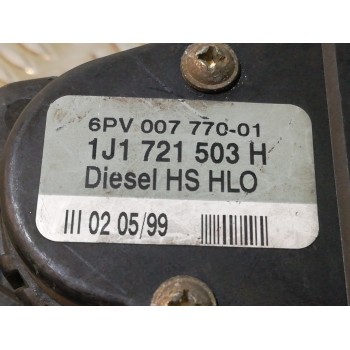 6PV 007 770-01
1J1 721 503 H
Diesel HS HLO
III 02 05/99